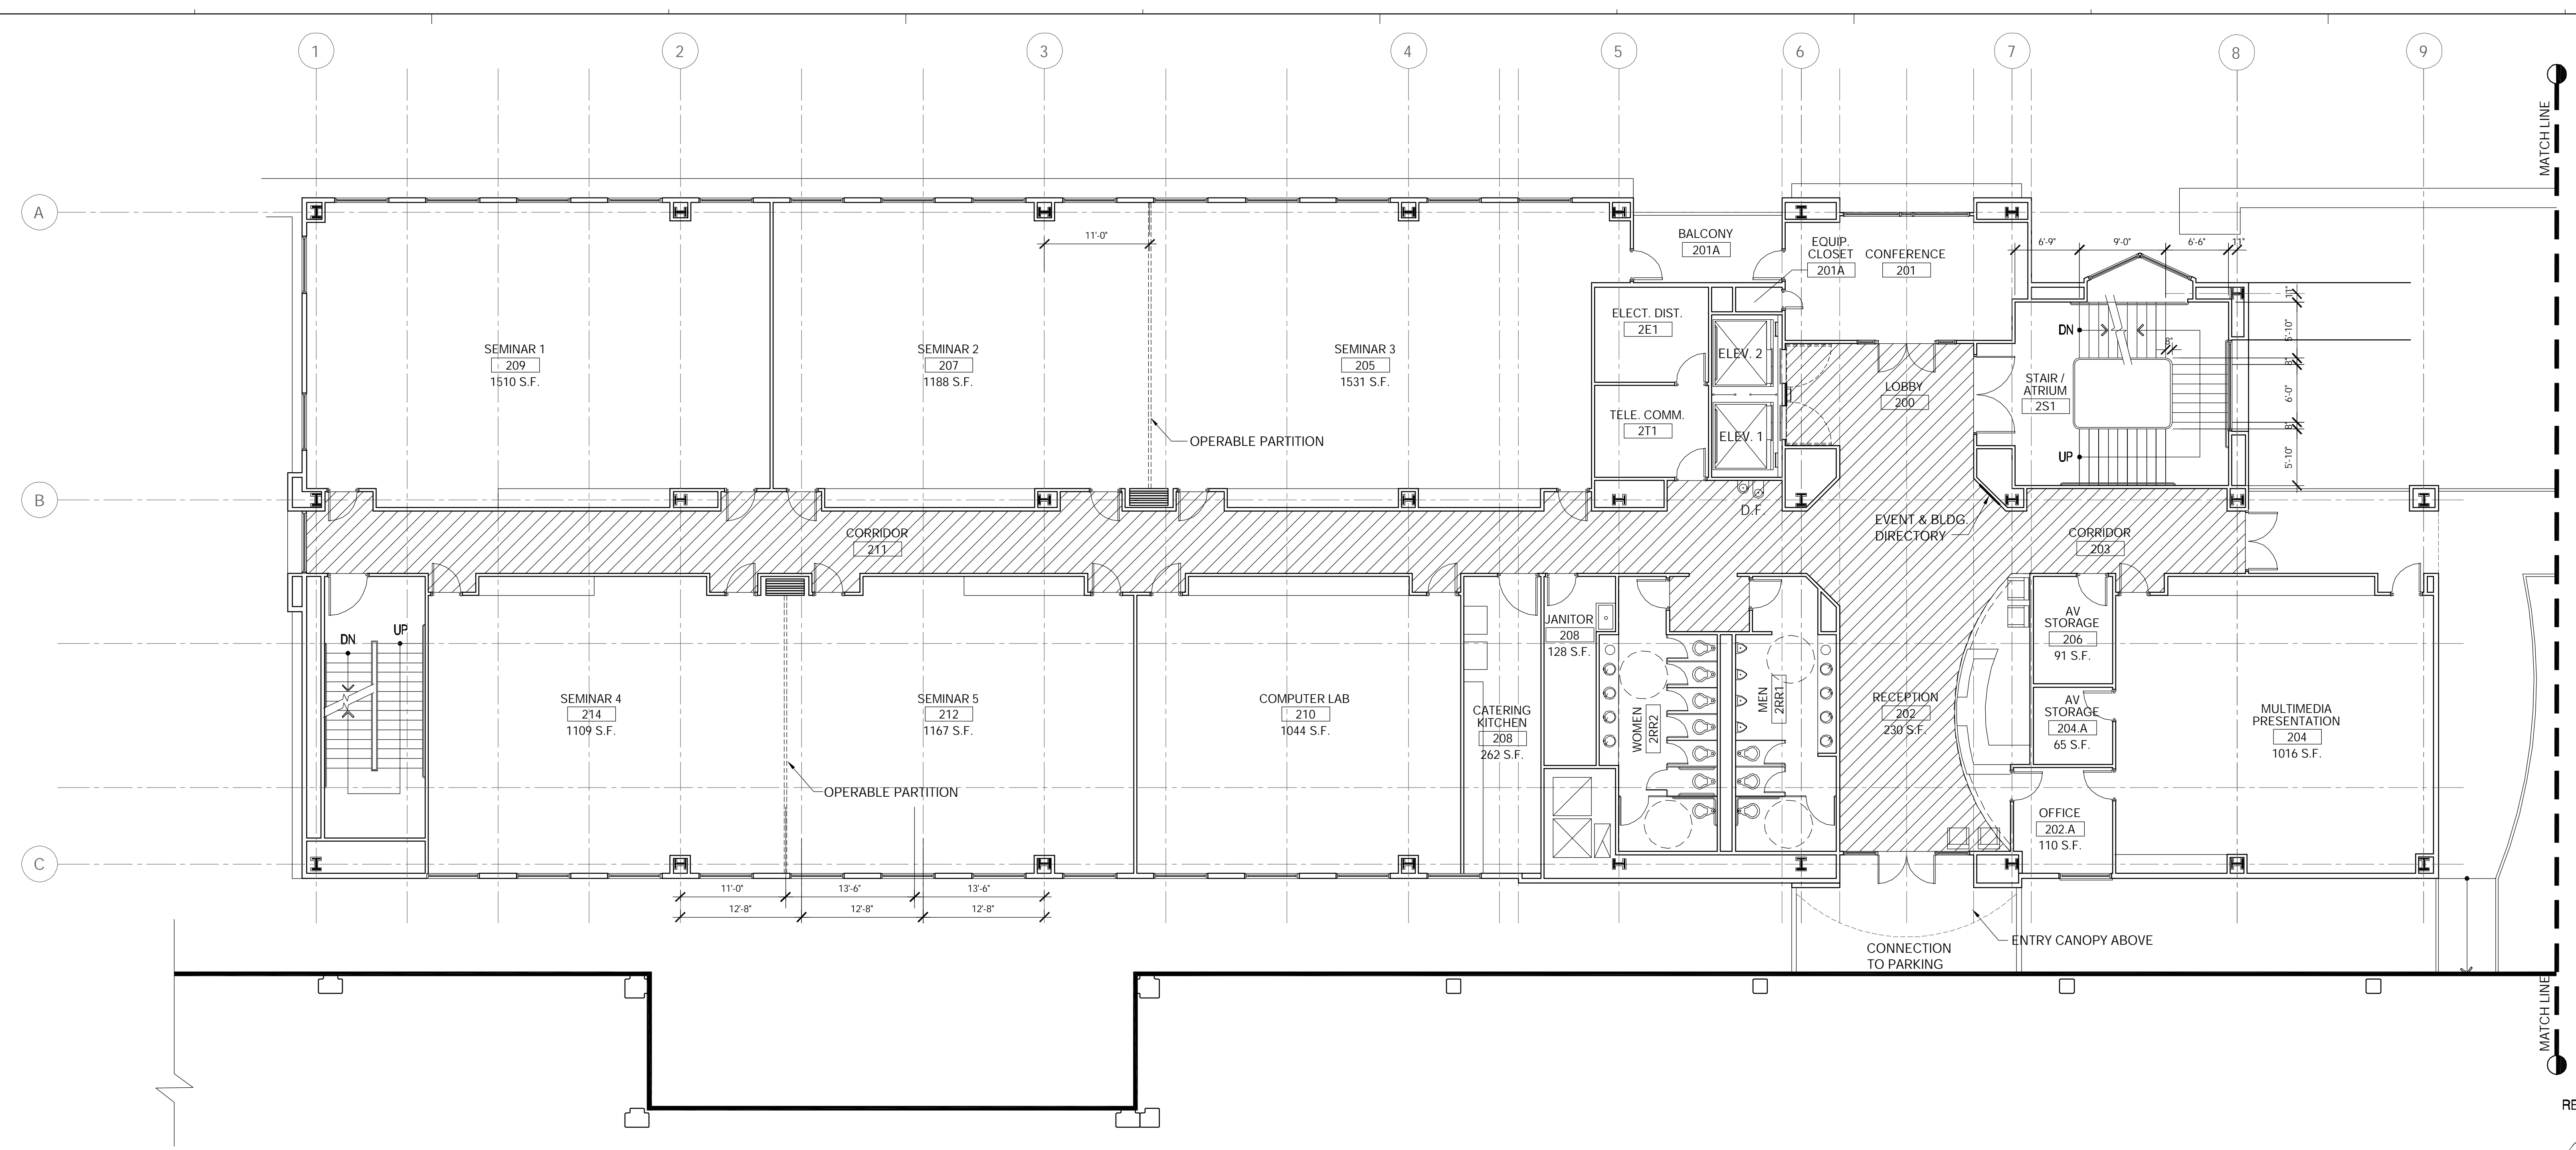 1
2
3
4
5
6
7
8
9
MATCH LINE
A
BALCONY
201A
EQUIP.
CLOSET
201A
CONFERENCE
201
11'-0"
6'-9"
9'-0"
6'-6"
11"
11"
5'-10"
8"
8"
6'-0"
8"
5'-10"
ELECT. DIST.
2E1
ELEV. 2
DN
SEMINAR 1
209
1510 S.F.
SEMINAR 2
207
1188 S.F.
SEMINAR 3
205
1531 S.F.
LOBBY
200
STAIR /
ATRIUM
2S1
TELE. COMM.
2T1
ELEV. 1
OPERABLE PARTITION
UP
B
D.F.
EVENT & BLDG.
DIRECTORY
CORRIDOR
211
CORRIDOR
203
DN
UP
JANITOR
208
128 S.F.
AV
STORAGE
206
91 S.F.
SEMINAR 4
214
1109 S.F.
SEMINAR 5
212
1167 S.F.
COMPUTER LAB
210
1044 S.F.
CATERING
KITCHEN
208
262 S.F.
WOMEN
2RR2
MEN
2RR1
RECEPTION
202
230 S.F.
AV
STORAGE
204.A
65 S.F.
MULTIMEDIA
PRESENTATION
204
1016 S.F.
OPERABLE PARTITION
OFFICE
202.A
110 S.F.
C
11'-0"
13'-6"
13'-6"
12'-8"
12'-8"
12'-8"
ENTRY CANOPY ABOVE
CONNECTION
TO PARKING
MATCH LINE
RE